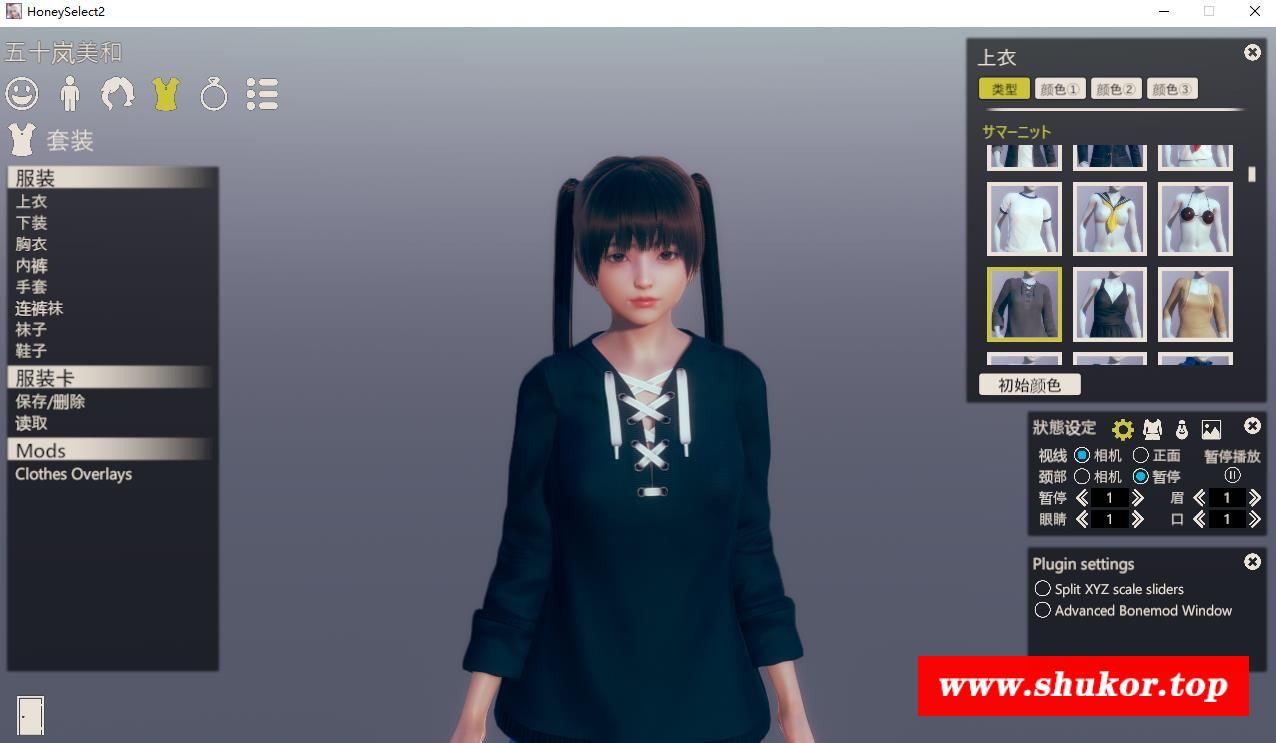 HoneySelect2
五十岚美和
套装
服装
上衣
下装
胸衣
内裤
手套
连裤袜
袜子
鞋子
服装卡
保存/删除
读取
Mods
Clothes Overlays
上衣
类型 颜色① 颜色② 颜色③
サマーニット
初始颜色
狀態设定
视线 相机 正面 暂停播放
颈部 相机 暂停
暂停 1 眉 1
眼睛 1 口 1
Plugin settings
Split XYZ scale sliders
Advanced Bonemod Window
www.shukor.top